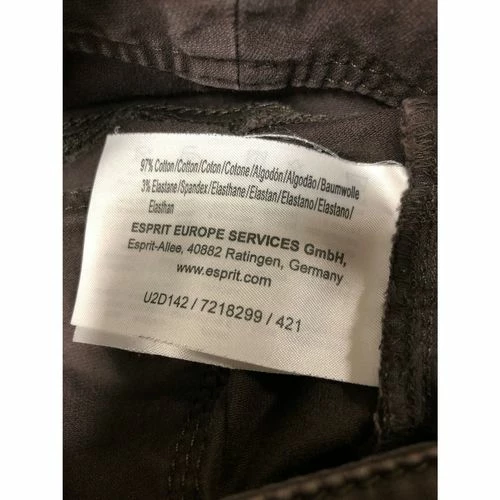 97% Cotton/Cotton/Coton/Cotone/Algodón/Algodão/Baumwolle
3% Elastane/Spandex/Elasthane/Elastan/Elastano/Elastano/
Elasthan
ESPRIT EUROPE SERVICES GmbH,
Esprit-Allee, 40882 Ratingen, Germany
www.esprit.com
U2D142 / 7218299 / 421